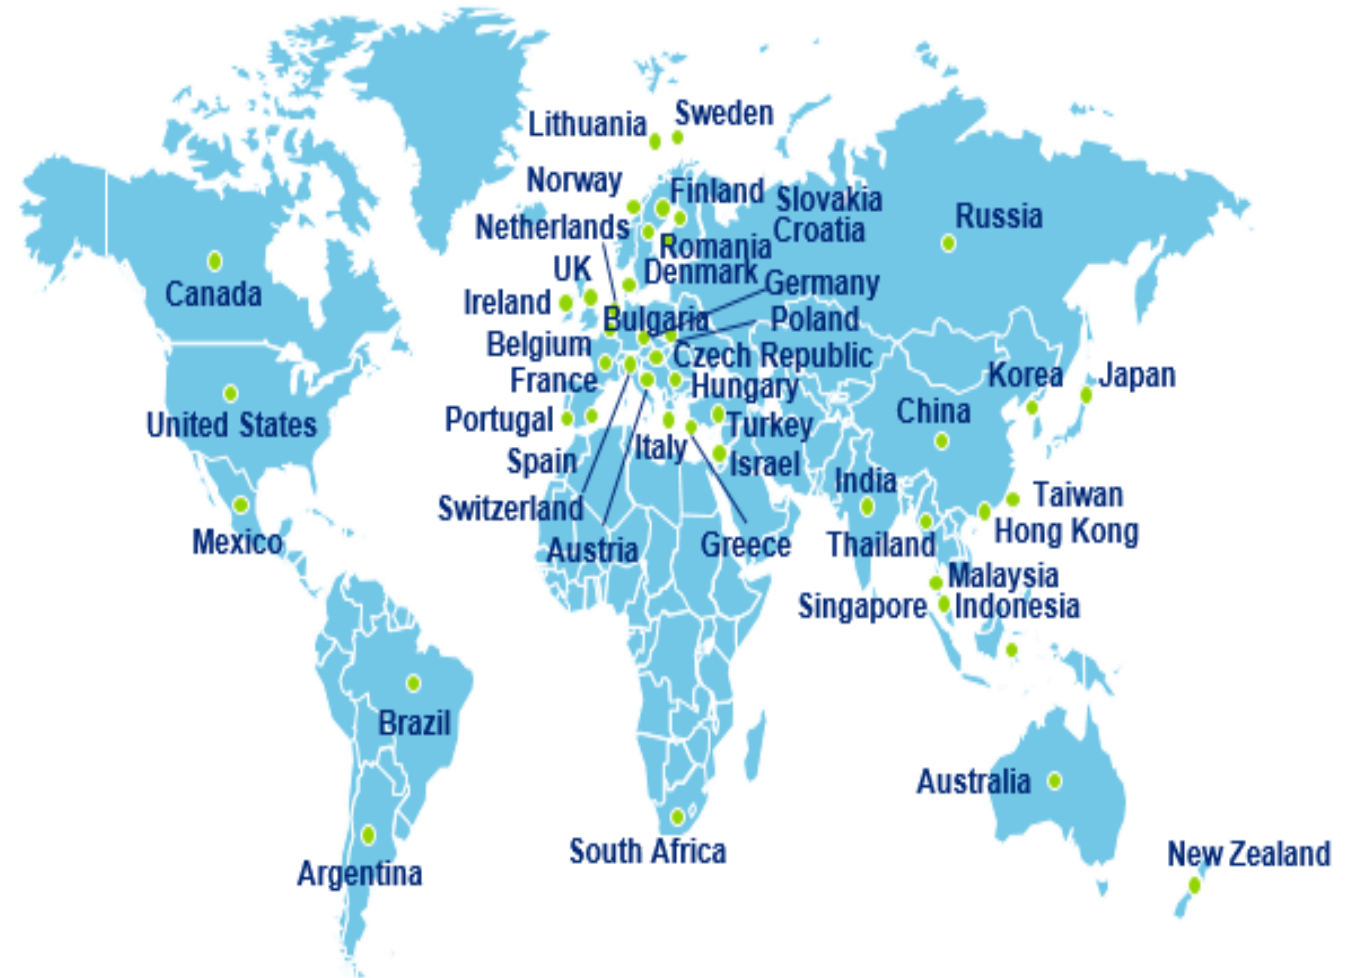 Sweden
Lithuania
Norway
Finland
Slovakia
Netherlands
Croatia
Russia
Romania
UK
Denmark
Canada
Germany
Ireland
Bulgaria
Poland
Belgium
Czech Republic
France
Hungary
Korea
Japan
United States
Portugal
Turkey
China
Italy
Spain
Israel
India
Switzerland
Taiwan
Mexico
Austria
Greece
Thailand
Hong Kong
Malaysia
Singapore
Indonesia
Brazil
Australia
South Africa
New Zealand
Argentina